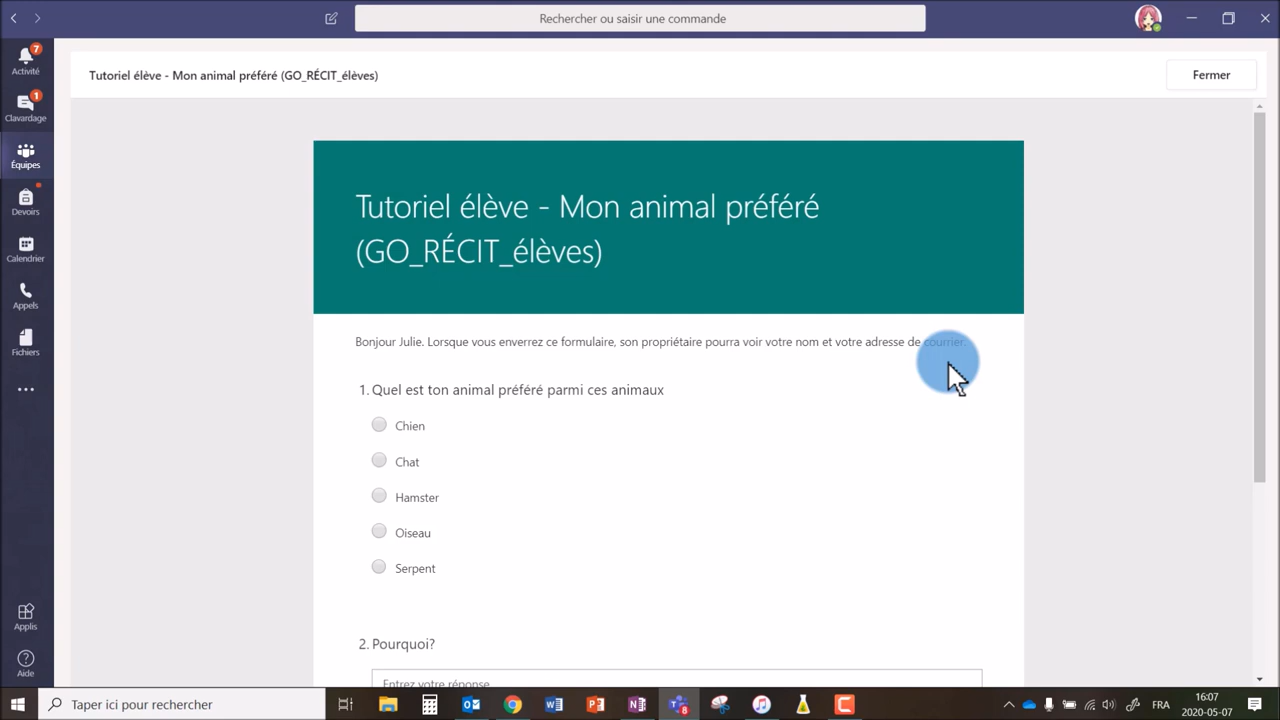 Rechercher ou saisir une commande
7
Activité
1
Clavardage
Équipes
Devoirs
Calendrier
Appels
Fichiers
Applis
Aide
Tutoriel élève - Mon animal préféré (GO_RÉCIT_élèves)
Fermer
Tutoriel élève - Mon animal préféré
(GO_RÉCIT_élèves)
Bonjour Julie. Lorsque vous enverrez ce formulaire, son propriétaire pourra voir votre nom et votre adresse de courrier.
1. Quel est ton animal préféré parmi ces animaux
Chien
Chat
Hamster
Oiseau
Serpent
2. Pourquoi?
Entrez votre réponse
Taper ici pour rechercher
8
FRA
16:07
2020-05-07